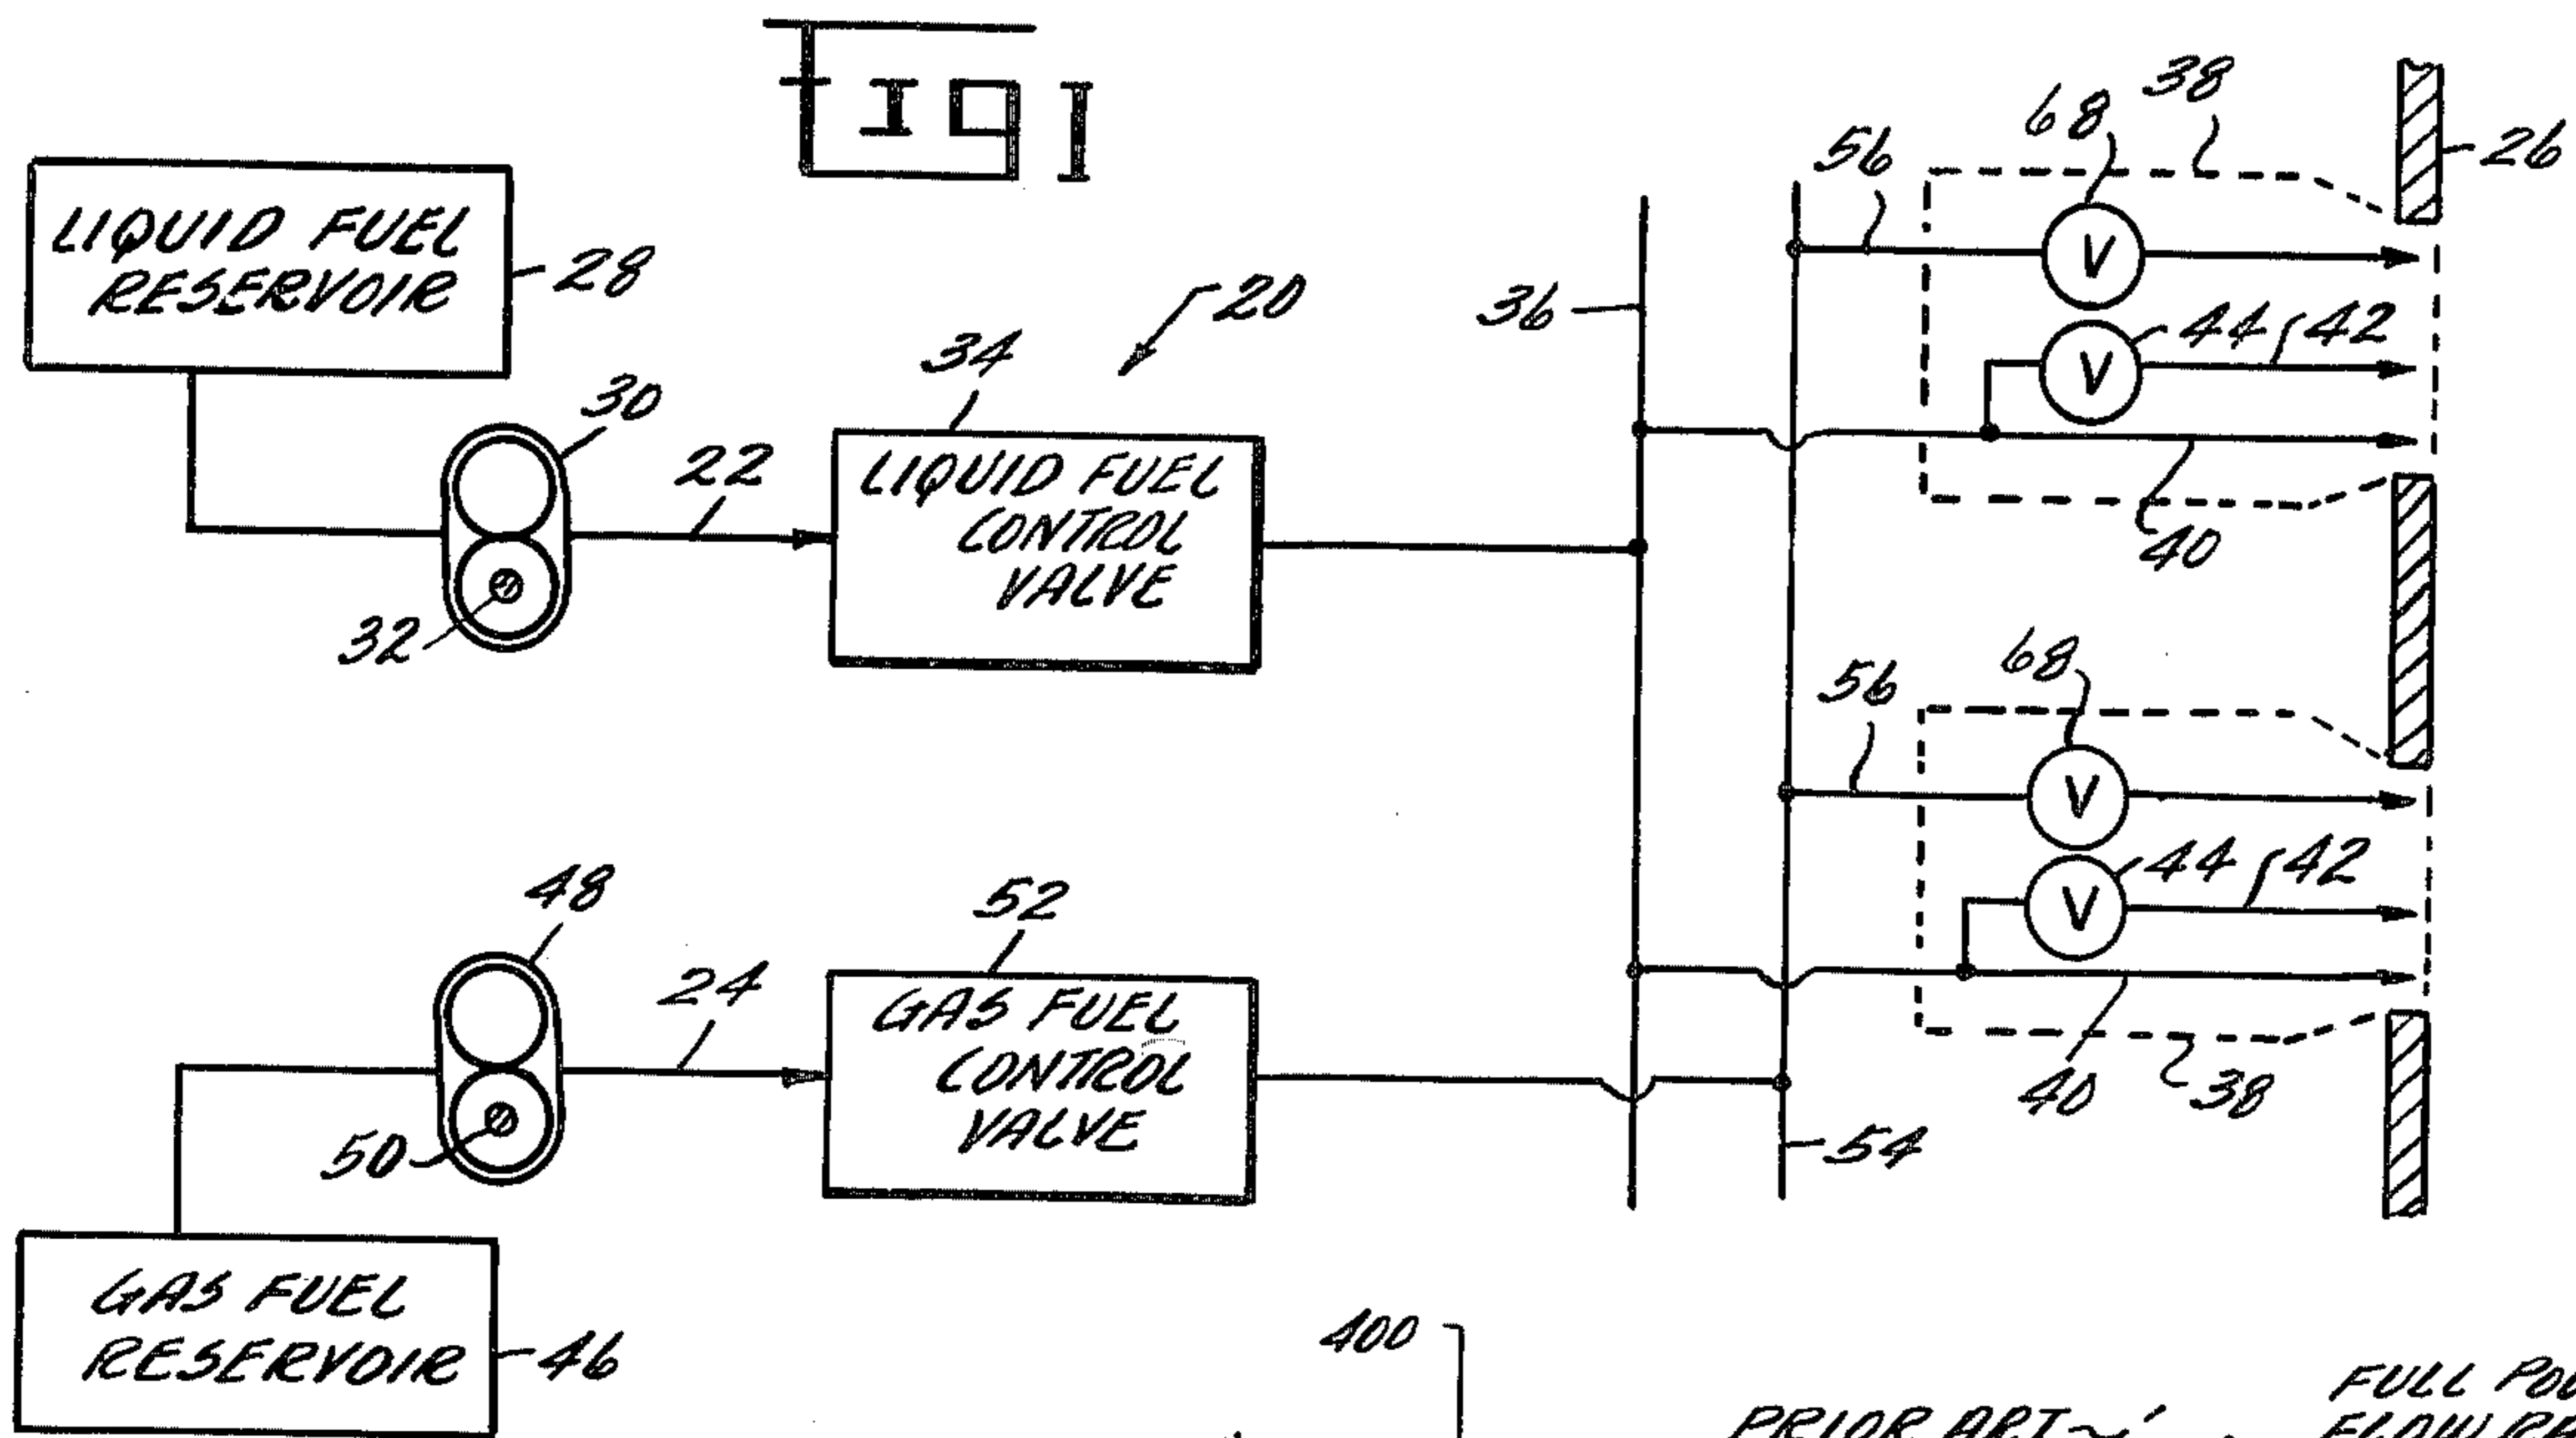 Fig 1
LIQUID FUEL
RESERVOIR
28
30
32
22
34
20
LIQUID FUEL
CONTROL
VALVE
36
56
68
38
26
V
44
42
V
40
56
68
V
44
42
V
40
38
54
48
50
24
52
GAS FUEL
CONTROL
VALVE
GAS FUEL
RESERVOIR
46
400
PRIOR ART
FULL
FLOW